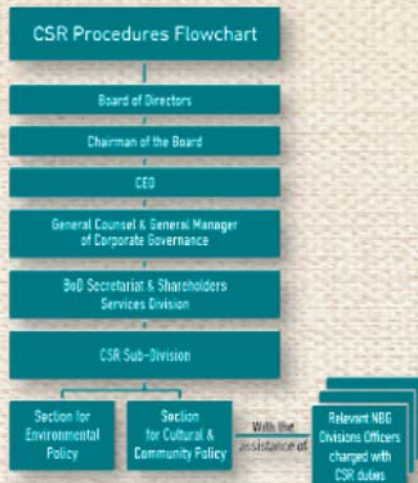 CSR Procedures Flowchart
Board of Directors
Chairman of the Board
CEO
General Counsel & General Manager
of Corporate Governance
BoD Secretariat & Shareholders
Services Division
CSR Sub-Division
Section for
Environmental
Policy
Section
for Cultural &
Community Policy
With the
assistance of
Relevant NBG
Divisions Officers
charged with
CSR duties